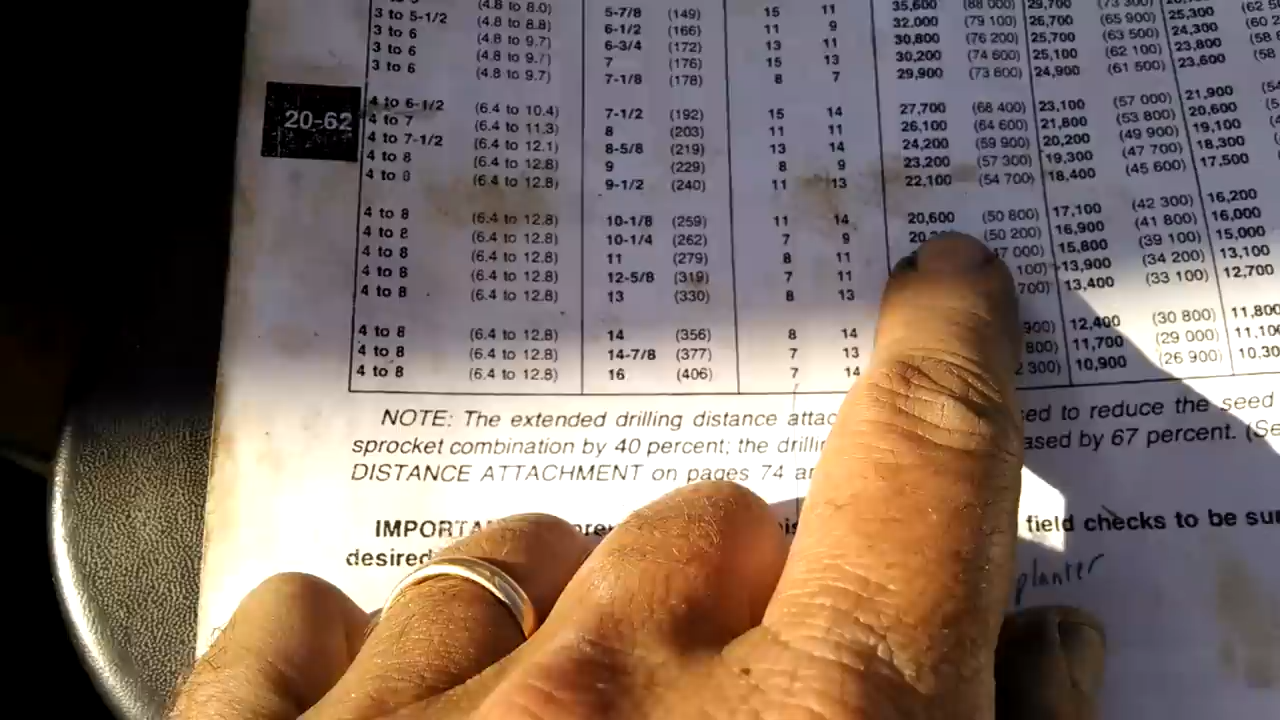 35,600 (88 000) 29,700
3 to 5-1/2 (4.8 to 8.0) 5-7/8 (149) 15 11 32,000 (79 100) 26,700 (65 900) 25,300
3 to 6 (4.8 to 8.8) 6-1/2 (166) 11 9 30,800 (76 200) 25,700 (63 500) 24,300
3 to 6 (4.8 to 9.7) 6-3/4 (172) 13 11 30,200 (74 600) 25,100 (62 100) 23,800
3 to 6 (4.8 to 9.7) 7 (176) 15 13 29,900 (73 800) 24,900 (61 500) 23,600
(4.8 to 9.7) 7-1/8 (178) 8 7
20-62
4 to 6-1/2 (6.4 to 10.4) 7-1/2 (192) 15 14 27,700 (68 400) 23,100 (57 000) 21,900
4 to 7 (6.4 to 11.3) 8 (203) 11 11 26,100 (64 600) 21,800 (53 800) 20,600
4 to 7-1/2 (6.4 to 12.1) 8-5/8 (219) 13 14 24,200 (59 900) 20,200 (49 900) 19,100
4 to 8 (6.4 to 12.8) 9 (229) 8 9 23,200 (57 300) 19,300 (47 700) 18,300
4 to 8 (6.4 to 12.8) 9-1/2 (240) 11 13 22,100 (54 700) 18,400 (45 600) 17,500
4 to 8 (6.4 to 12.8) 10-1/8 (259) 11 14 20,600 (50 800) 17,100 (42 300) 16,200
4 to 8 (6.4 to 12.8) 10-1/4 (262) 7 9 (50 200) 16,900 (41 800) 16,000
4 to 8 (6.4 to 12.8) 11 (279) 8 11 15,800 (39 100) 15,000
4 to 8 (6.4 to 12.8) 12-5/8 (319) 7 11 13,900 (34 200) 13,100
4 to 8 (6.4 to 12.8) 13 (330) 8 13 13,400 (33 100) 12,700
4 to 8 (6.4 to 12.8) 14 (356) 8 14 12,400 (30 800) 11,800
4 to 8 (6.4 to 12.8) 14-7/8 (377) 7 13 11,700 (29 000) 11,100
4 to 8 (6.4 to 12.8) 16 (406) 7 14 10,900 (26 900)
NOTE: The extended drilling distance to reduce the seed
sprocket combination by 40 percent; the by 67 percent.
DISTANCE ATTACHMENT on pages 74
field checks to be
desired
planter